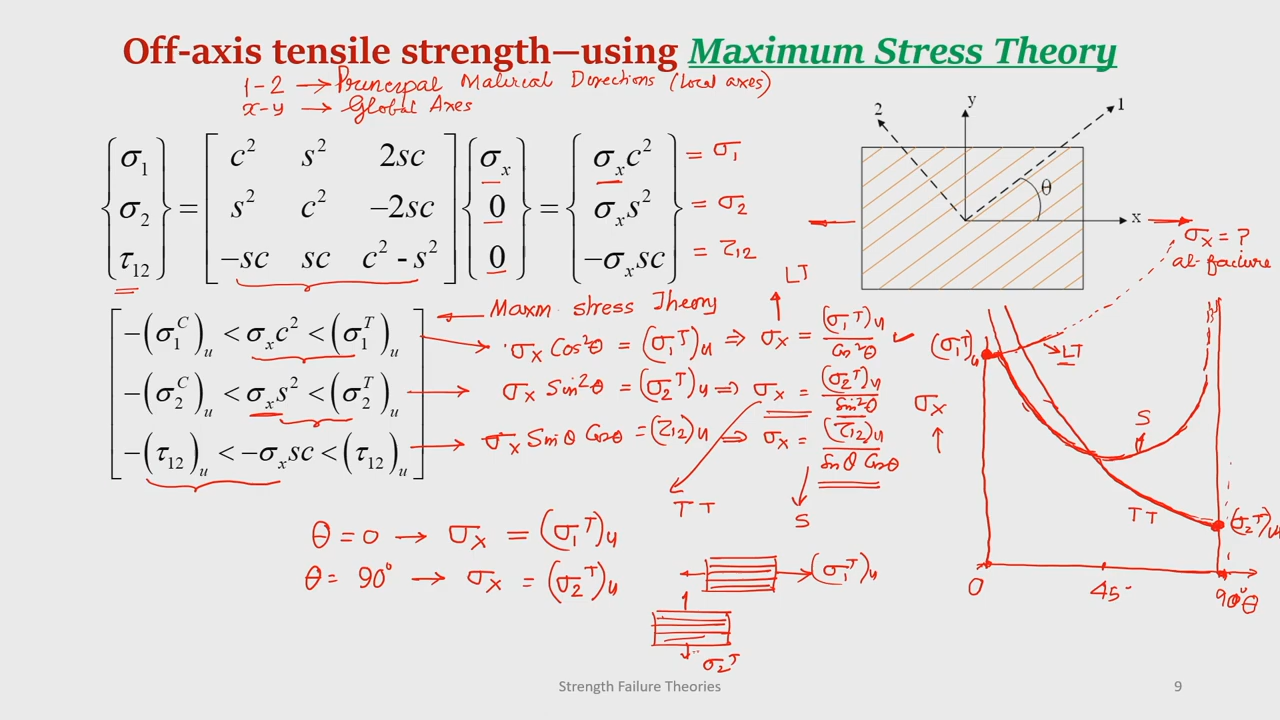 Off-axis tensile strength—using Maximum Stress Theory
1-2 → Principal Material Directions (local axes)
x-y → Global Axes
{σ₁ σ₂ τ₁₂} = [c² s² 2sc; s² c² −2sc; −sc sc c² - s²] {σₓ 0 0} = {σₓc² σₓs² −σₓsc}
= σ₁
= σ₂
= τ₁₂
2 y 1
θ
x
σₓ = ?
at failure
LT
← Maxm stress Theory
−(σ₁ᶜ)ᵤ < σₓc² < (σ₁ᵀ)ᵤ → σₓ Cos²θ = (σ₁ᵀ)ᵤ ⇒ σₓ = (σ₁ᵀ)ᵤ / Cos²θ ✓
−(σ₂ᶜ)ᵤ < σₓs² < (σ₂ᵀ)ᵤ → σₓ Sin²θ = (σ₂ᵀ)ᵤ ⇒ σₓ = (σ₂ᵀ)ᵤ / Sin²θ
−(τ₁₂)ᵤ < −σₓsc < (τ₁₂)ᵤ → σₓ Sinθ Cosθ = (τ₁₂)ᵤ ⇒ σₓ = (τ₁₂)ᵤ / Sinθ Cosθ
TT
S
(σ₁ᵀ)ᵤ
LT
σₓ ↑
S
TT
(σ₂ᵀ)ᵤ
0 45° 90° θ
θ = 0 → σₓ = (σ₁ᵀ)ᵤ
θ = 90° → σₓ = (σ₂ᵀ)ᵤ
(σ₁ᵀ)ᵤ
σ₂ᵀ
Strength Failure Theories 9